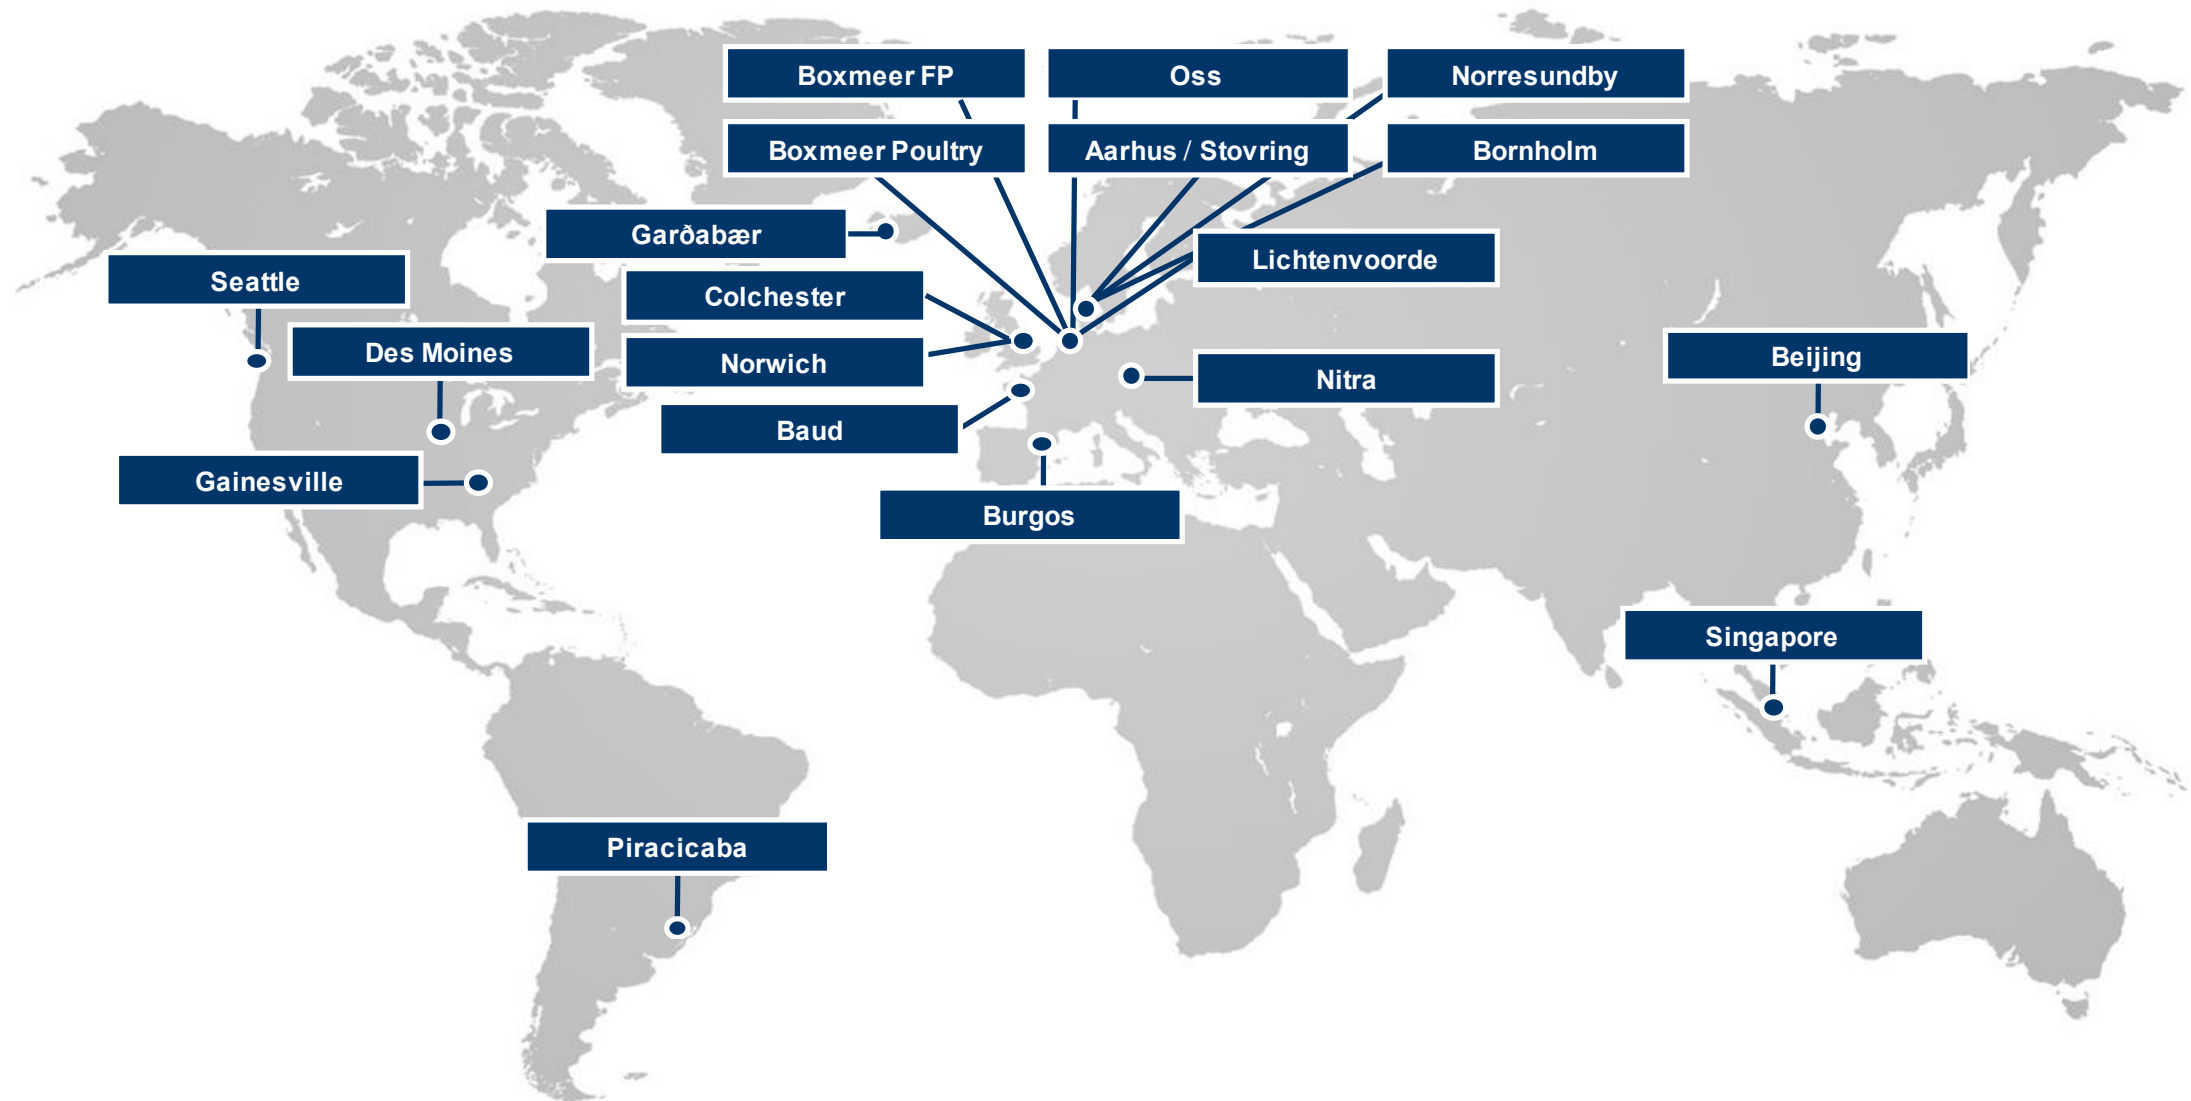 Boxmeer FP
Oss
Norresundby
Boxmeer Poultry
Aarhus / Stovring
Bornholm
Garðabær
Lichtenvoorde
Seattle
Colchester
Des Moines
Norwich
Beijing
Nitra
Baud
Gainesville
Burgos
Singapore
Piracicaba